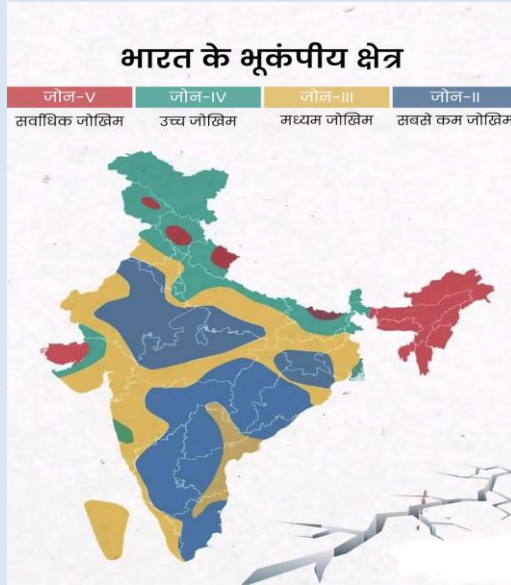 भारत के भूकंपीय क्षेत्र
जोन-V जोन-IV जोन-III जोन-II
सर्वाधिक जोखिम उच्च जोखिम मध्यम जोखिम सबसे कम जोखिम